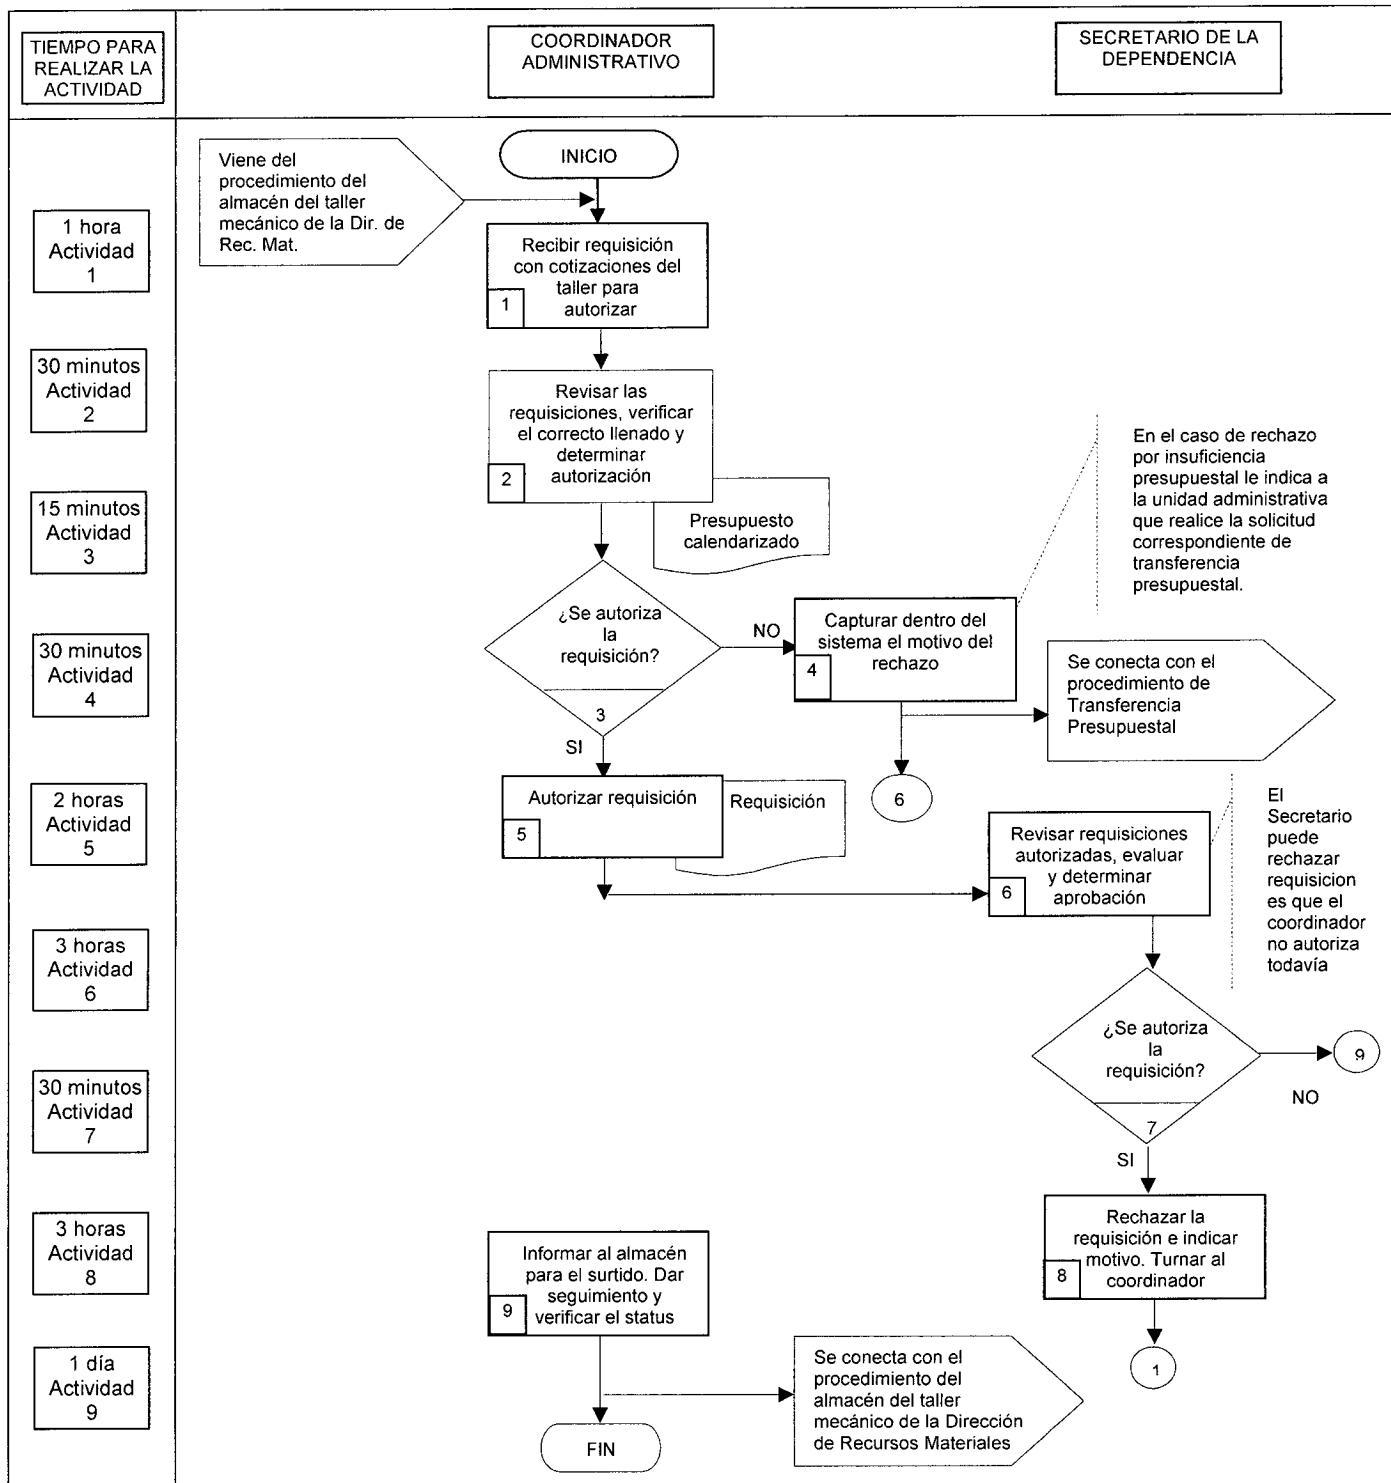 TIEMPO PARA
REALIZAR LA
ACTIVIDAD
COORDINADOR
ADMINISTRATIVO
SECRETARIO DE LA
DEPENDENCIA
INICIO
Viene del
procedimiento del
almacén del taller
mecánico de la Dir. de
Rec. Mat.
1 hora
Actividad
1
Recibir requisición
con cotizaciones del
taller para
autorizar
1
30 minutos
Actividad
2
Revisar las
requisiciones, verificar
el correcto llenado y
determinar
autorización
2
Presupuesto
calendarizado
En el caso de rechazo
por insuficiencia
presupuestal le indica a
la unidad administrativa
que realice la solicitud
correspondiente de
transferencia
presupuestal.
15 minutos
Actividad
3
¿Se autoriza
la
requisición?
3
NO
SI
30 minutos
Actividad
4
Capturar dentro del
sistema el motivo del
rechazo
4
Se conecta con el
procedimiento de
Transferencia
Presupuestal
6
2 horas
Actividad
5
Autorizar requisición
5
Requisición
Revisar requisiciones
autorizadas, evaluar
y determinar
aprobación
6
El
Secretario
puede
rechazar
requisicion
es que el
coordinador
no autoriza
todavía
3 horas
Actividad
6
¿Se autoriza
la
requisición?
7
9
NO
SI
30 minutos
Actividad
7
3 horas
Actividad
8
Rechazar la
requisición e indicar
motivo. Turnar al
coordinador
8
1
Informar al almacén
para el surtido. Dar
seguimiento y
verificar el status
9
1 día
Actividad
9
Se conecta con el
procedimiento del
almacén del taller
mecánico de la Dirección
de Recursos Materiales
FIN